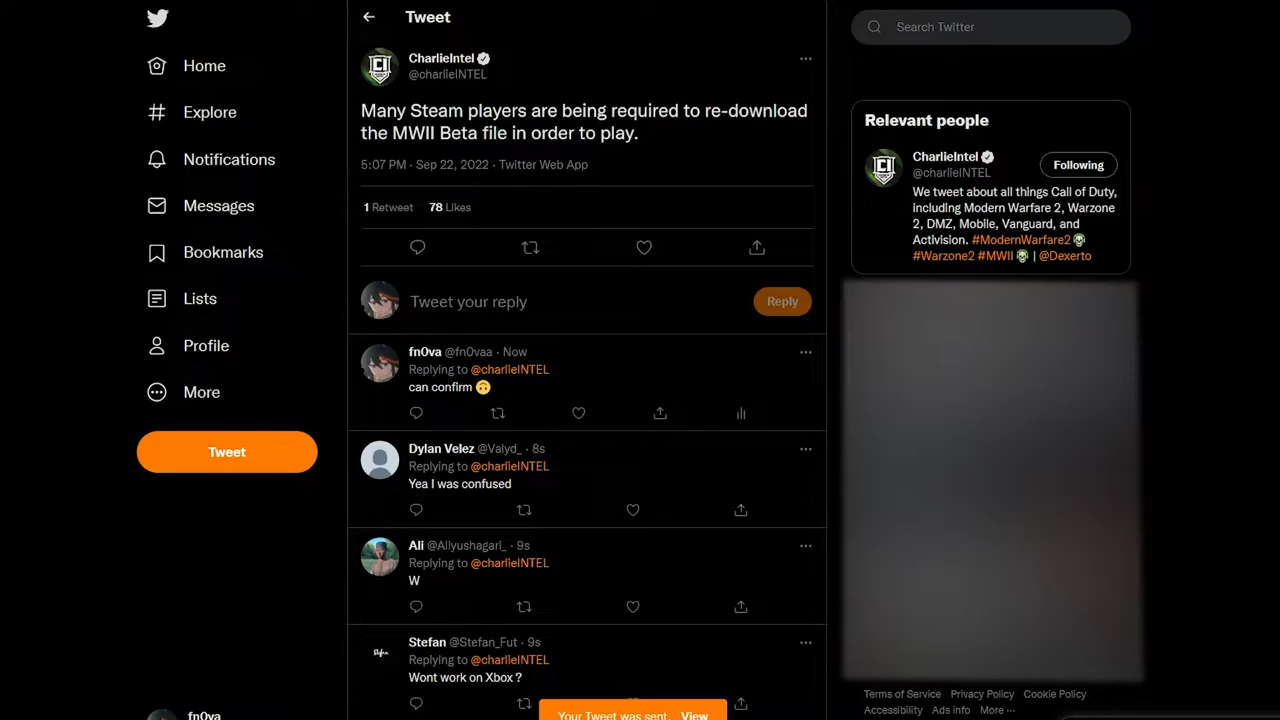 Home
Explore
Notifications
Messages
Bookmarks
Lists
Profile
More
Tweet
fn0va
Tweet
CharlieIntel
@charlieINTEL
Many Steam players are being required to re-download
the MWII Beta file in order to play.
5:07 PM · Sep 22, 2022 · Twitter Web App
1 Retweet 78 Likes
Tweet your reply
Reply
fn0va @fn0vaa · Now
Replying to @charlieINTEL
can confirm 🙃
Dylan Velez @Valyd_ · 8s
Replying to @charlieINTEL
Yea I was confused
Ali @Aliyushagari_ · 9s
Replying to @charlieINTEL
W
Stefan @Stefan_Fut · 9s
Replying to @charlieINTEL
Wont work on Xbox ?
Your Tweet was sent. View
Search Twitter
Relevant people
CharlieIntel
@charlieINTEL
Following
We tweet about all things Call of Duty,
including Modern Warfare 2, Warzone
2, DMZ, Mobile, Vanguard, and
Activision. #ModernWarfare2
#Warzone2 #MWII | @Dexerto
Terms of Service Privacy Policy Cookie Policy
Accessibility Ads info More ···